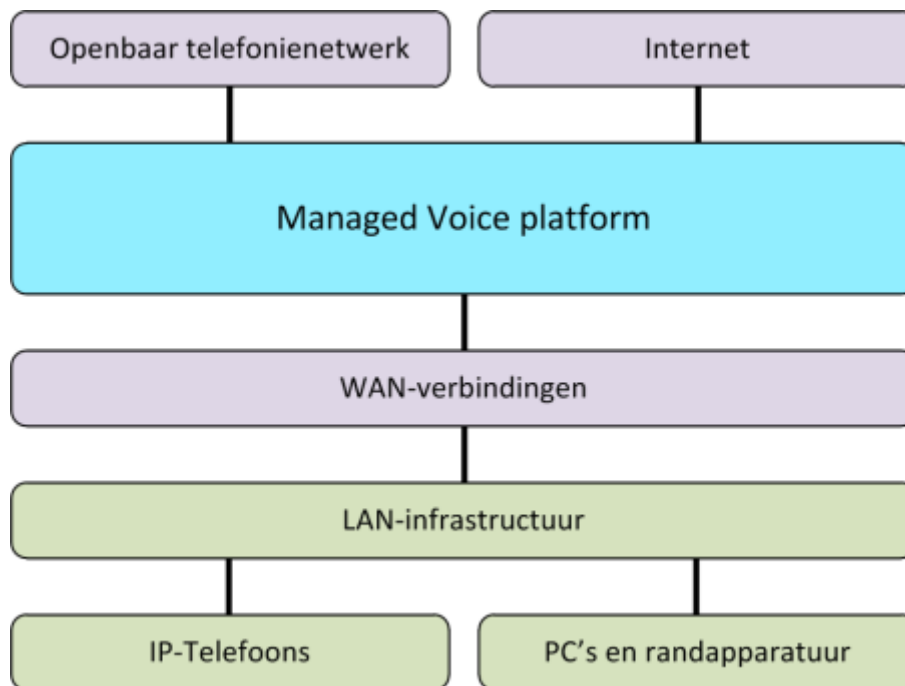 Openbaar telefonienetwerk
Internet
Managed Voice platform
WAN-verbindingen
LAN-infrastructuur
IP-Telefoons
PC’s en randapparatuur